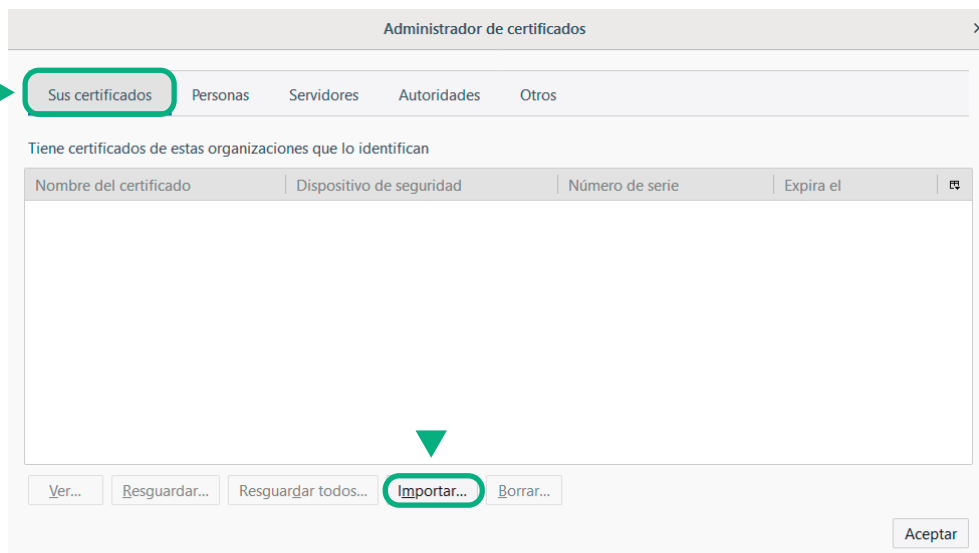 Administrador de certificados
Sus certificados Personas Servidores Autoridades Otros
Tiene certificados de estas organizaciones que lo identifican
Nombre del certificado Dispositivo de seguridad Número de serie Expira el
Ver... Resguardar... Resguardar todos... Importar... Borrar...
Aceptar